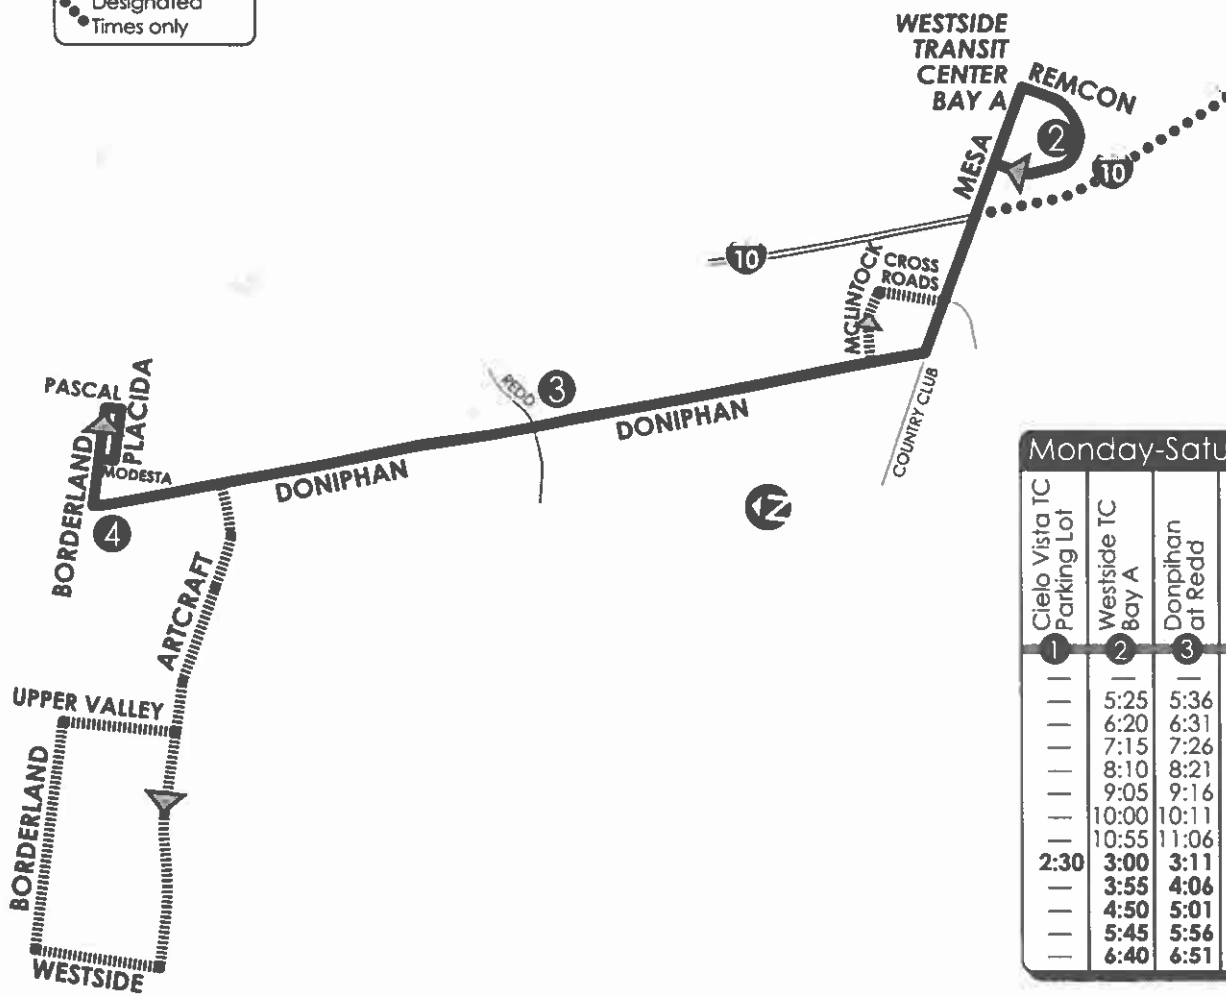 Designated
Times only
WESTSIDE
TRANSIT
CENTER
BAY A
REMCON
2
MESA
10
10
MCLINTOCK
CROSS
ROADS
PASCAL
PLACIDA
BORDERLAND
MODESTA
4
REDD
3
DONIPHAN
DONIPHAN
COUNTRY CLUB
N
ARTCRAFT
UPPER VALLEY
BORDERLAND
WESTSIDE
Monday-Satu
Cielo Vista TC
Parking Lot
Westside TC
Bay A
Donpihan
at Redd
1 2 3
— —
— 5:25 5:36
— 6:20 6:31
— 7:15 7:26
— 8:10 8:21
— 9:05 9:16
— 10:00 10:11
— 10:55 11:06
2:30 3:00 3:11
— 3:55 4:06
— 4:50 5:01
— 5:45 5:56
— 6:40 6:51